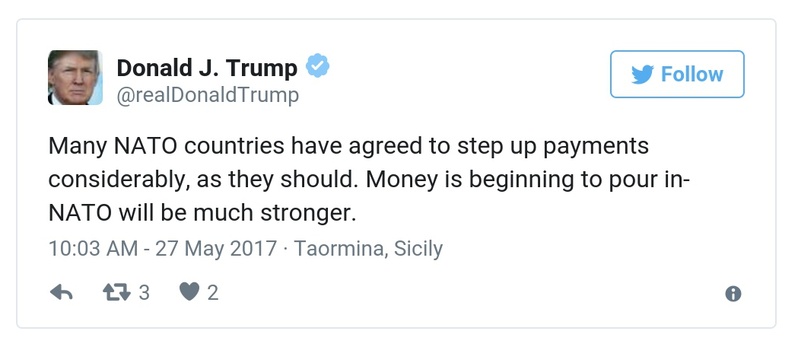 Donald J. Trump
Follow
@realDonaldTrump
Many NATO countries have agreed to step up payments
considerably, as they should. Money is beginning to pour in-
NATO will be much stronger.
10:03 AM - 27 May 2017 · Taormina, Sicily
3 2